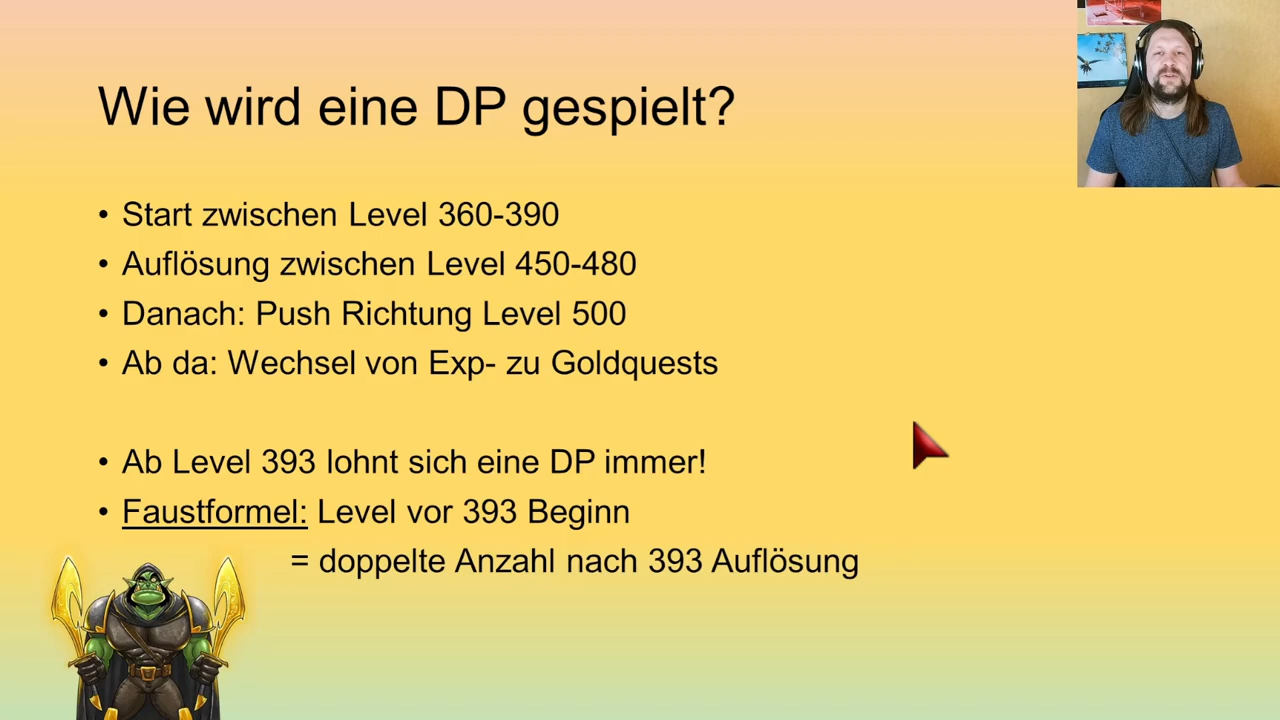 Wie wird eine DP gespielt?
• Start zwischen Level 360-390
• Auflösung zwischen Level 450-480
• Danach: Push Richtung Level 500
• Ab da: Wechsel von Exp- zu Goldquests
• Ab Level 393 lohnt sich eine DP immer!
• Faustformel: Level vor 393 Beginn
= doppelte Anzahl nach 393 Auflösung